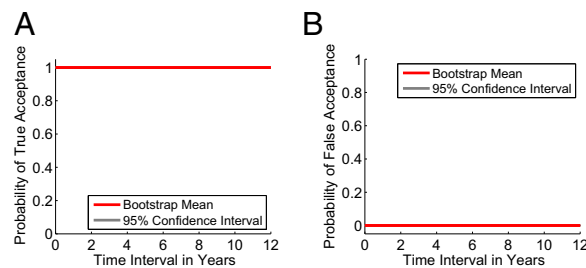 A
Probability of True Acceptance
1
0.8
0.6
0.4
0.2
0
Bootstrap Mean
95% Confidence Interval
0 2 4 6 8 10 12
Time Interval in Years
B
Probability of False Acceptance
1
0.8
0.6
0.4
0.2
0
Bootstrap Mean
95% Confidence Interval
0 2 4 6 8 10 12
Time Interval in Years